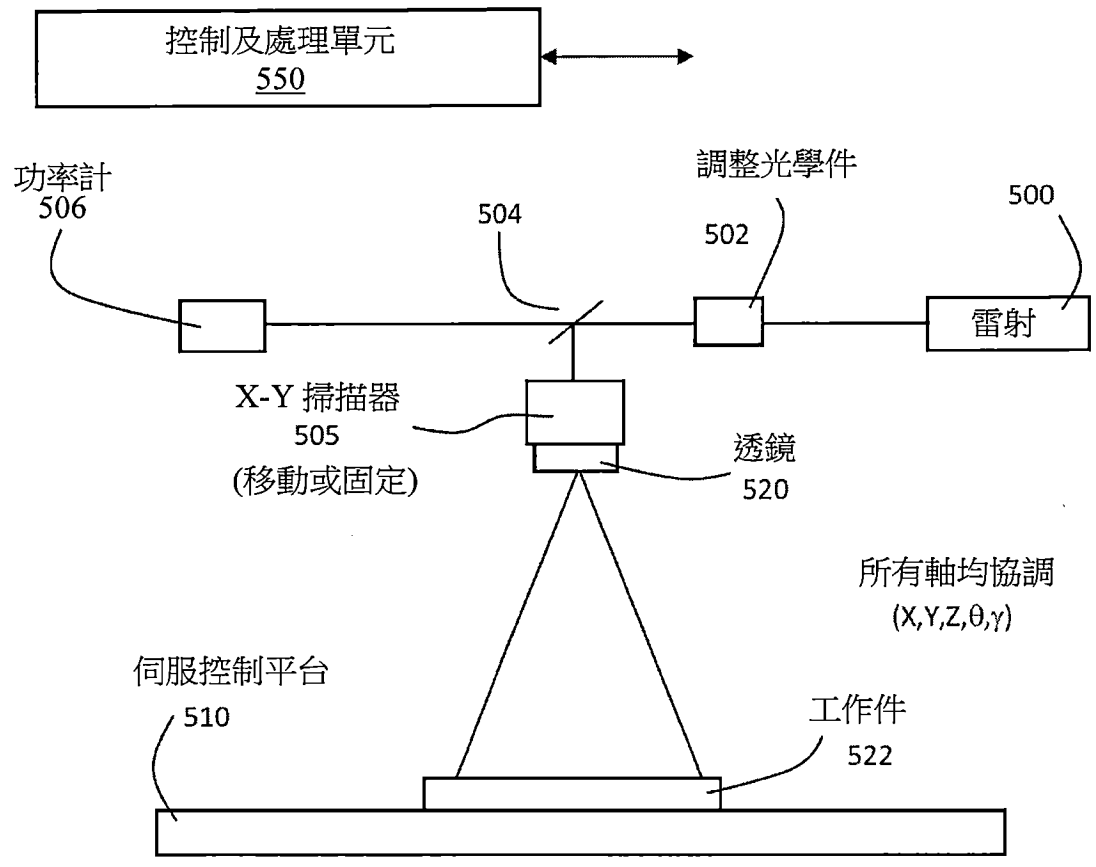 控制及處理單元
550
功率計
506
504
調整光學件
502
500
雷射
X-Y 掃描器
505
(移動或固定)
透鏡
520
所有軸均協調
(X,Y,Z,θ,γ)
伺服控制平台
510
工作件
522